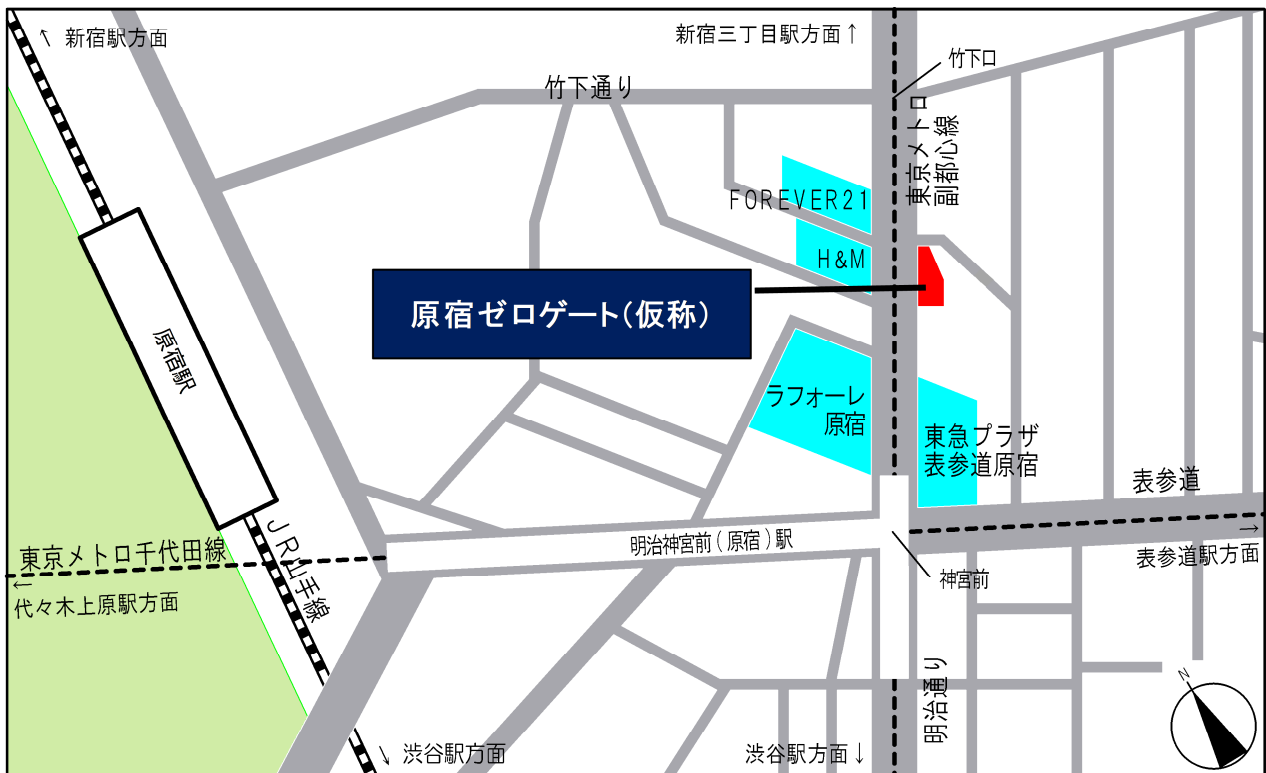 ↖ 新宿駅方面
新宿三丁目駅方面↑
竹下口
竹下通り
東京メトロ
副都心線
FOREVER21
H&M
原宿ゼロゲート(仮称)
原宿駅
ラフォーレ
原宿
東急プラザ
表参道原宿
表参道
明治神宮前(原宿)駅
→
表参道駅方面
神宮前
東京メトロ千代田線
←
代々木上原駅方面
JR山手線
明治通り
N
↘ 渋谷駅方面
渋谷駅方面↓